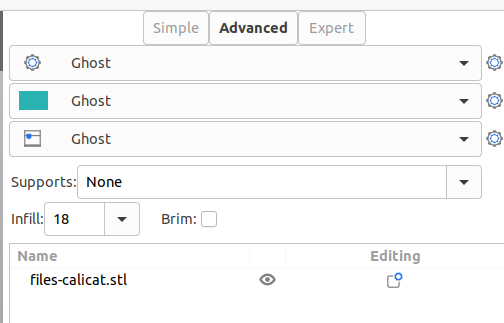 Simple Advanced Expert
Ghost
Ghost
Ghost
Supports: None
Infill: 18 Brim:
Name Editing
files-calicat.stl